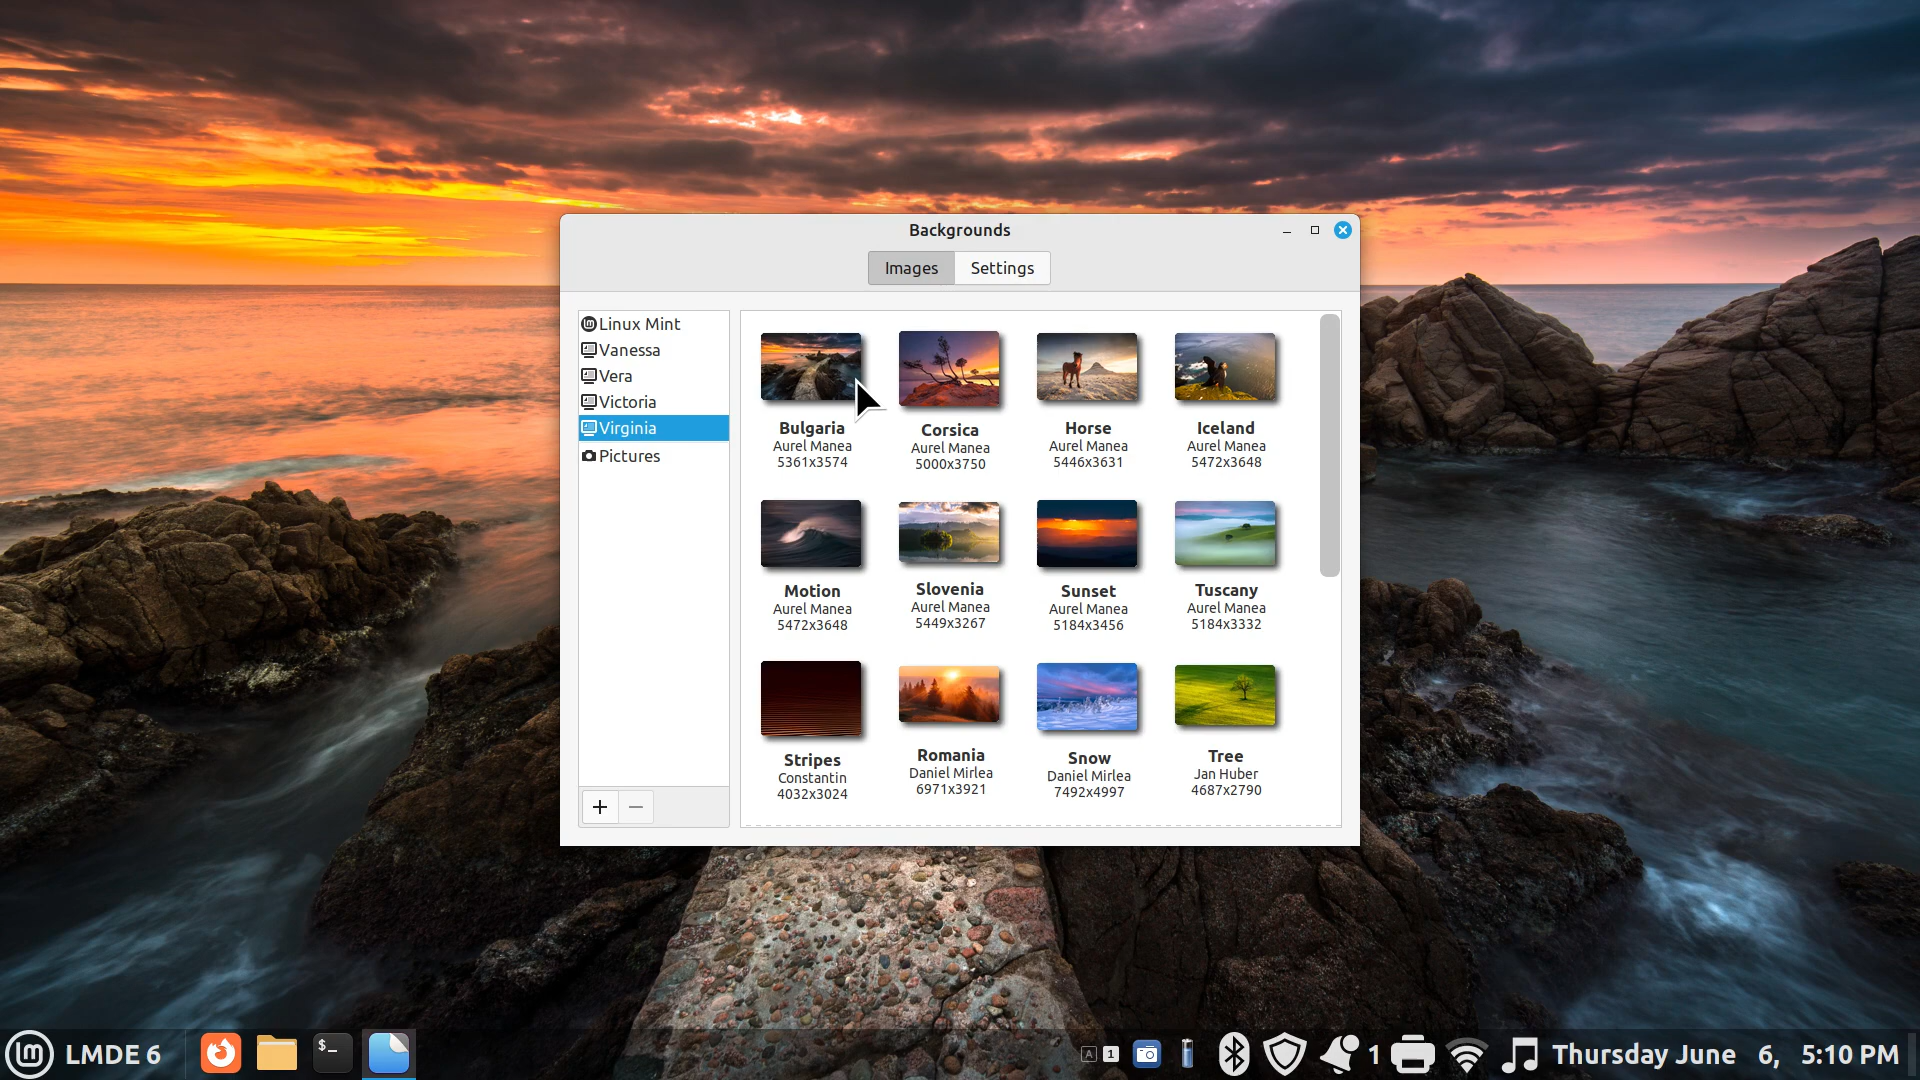 Backgrounds
Images Settings
Linux Mint
Vanessa
Vera
Victoria
Virginia
Pictures
Bulgaria
Aurel Manea
5361x3574
Corsica
Aurel Manea
5000x3750
Horse
Aurel Manea
5446x3631
Iceland
Aurel Manea
5472x3648
Motion
Aurel Manea
5472x3648
Slovenia
Aurel Manea
5449x3267
Sunset
Aurel Manea
5184x3456
Tuscany
Aurel Manea
5184x3332
Stripes
Constantin
4032x3024
Romania
Daniel Mirlea
6971x3921
Snow
Daniel Mirlea
7492x4997
Tree
Jan Huber
4687x2790
LMDE 6
$_
A 1
1
Thursday June 6, 5:10 PM